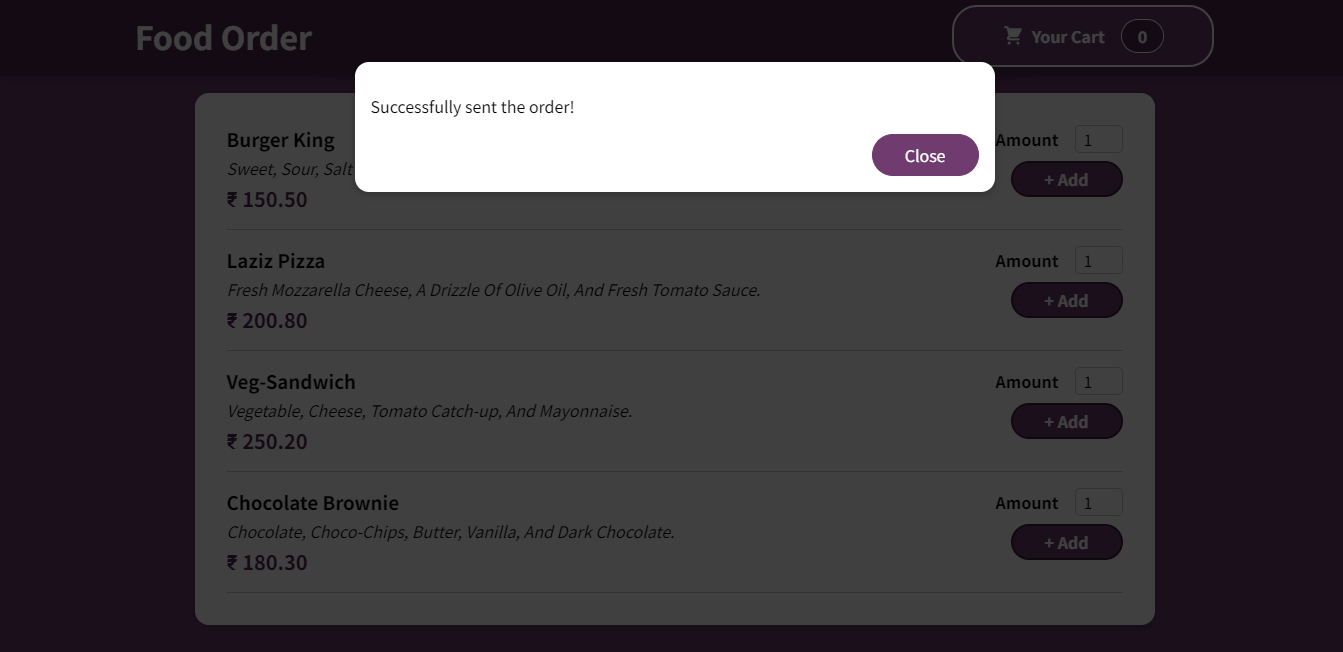 Food Order
Your Cart 0
Successfully sent the order!
Close
Burger King
Sweet, Sour, Salt
₹ 150.50
Amount 1
+ Add
Laziz Pizza
Fresh Mozzarella Cheese, A Drizzle Of Olive Oil, And Fresh Tomato Sauce.
₹ 200.80
Amount 1
+ Add
Veg-Sandwich
Vegetable, Cheese, Tomato Catch-up, And Mayonnaise.
₹ 250.20
Amount 1
+ Add
Chocolate Brownie
Chocolate, Choco-Chips, Butter, Vanilla, And Dark Chocolate.
₹ 180.30
Amount 1
+ Add